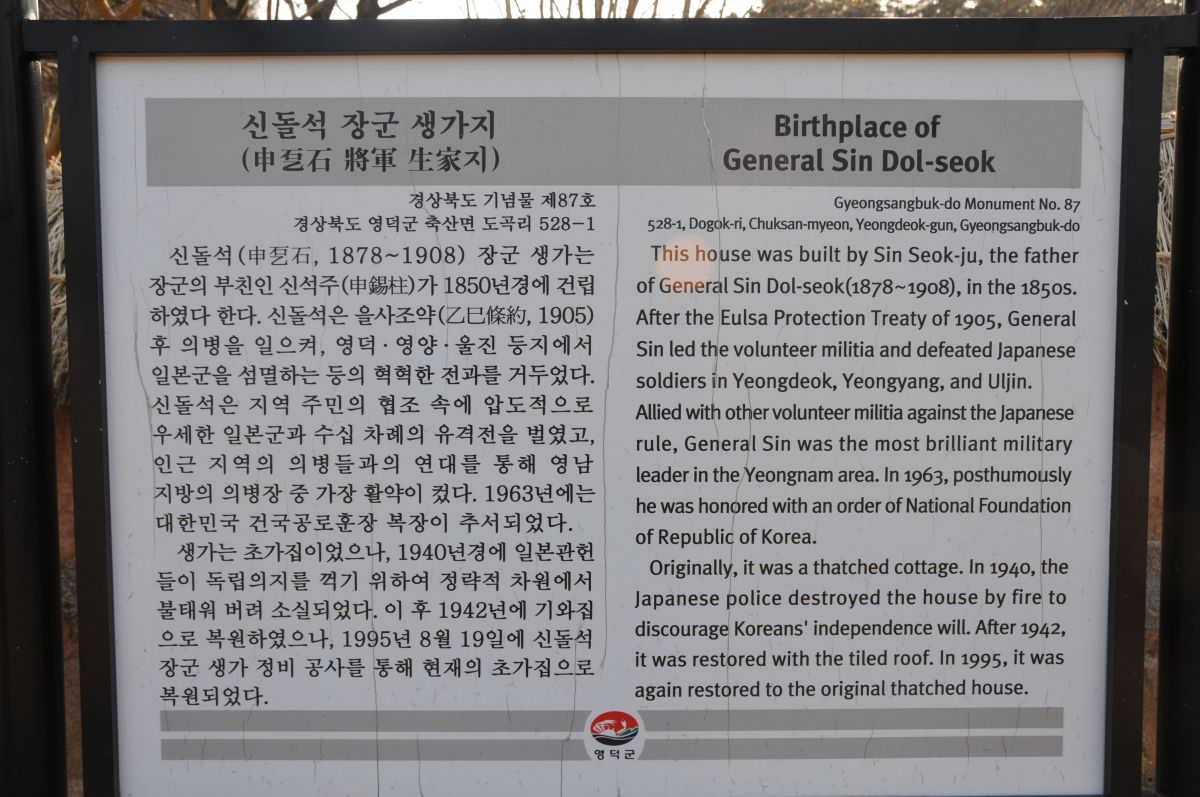 신돌석 장군 생가지
(申乭石 將軍 生家지)
경상북도 기념물 제87호
경상북도 영덕군 축산면 도곡리 528-1
신돌석(申乭石, 1878~1908) 장군 생가는
장군의 부친인 신석주(申錫柱)가 1850년경에 건립
하였다 한다. 신돌석은 을사조약(乙巳條約, 1905)
후 의병을 일으켜, 영덕·영양·울진 등지에서
일본군을 섬멸하는 등의 혁혁한 전과를 거두었다.
신돌석은 지역 주민의 협조 속에 압도적으로
우세한 일본군과 수십 차례의 유격전을 벌였고,
인근 지역의 의병들과의 연대를 통해 영남
지방의 의병장 중 가장 활약이 컸다. 1963년에는
대한민국 건국공로훈장 복장이 추서되었다.
생가는 초가집이었으나, 1940년경에 일본관헌
들이 독립의지를 꺽기 위하여 정략적 차원에서
불태워 버려 소실되었다. 이 후 1942년에 기와집
으로 복원하였으나, 1995년 8월 19일에 신돌석
장군 생가 정비 공사를 통해 현재의 초가집으로
복원되었다.
Birthplace of
General Sin Dol-seok
Gyeongsangbuk-do Monument No. 87
528-1, Dogok-ri, Chuksan-myeon, Yeongdeok-gun, Gyeongsangbuk-do
This house was built by Sin Seok-ju, the father
of General Sin Dol-seok(1878~1908), in the 1850s.
After the Eulsa Protection Treaty of 1905, General
Sin led the volunteer militia and defeated Japanese
soldiers in Yeongdeok, Yeongyang, and Uljin.
Allied with other volunteer militia against the Japanese
rule, General Sin was the most brilliant military
leader in the Yeongnam area. In 1963, posthumously
he was honored with an order of National Foundation
of Republic of Korea.
Originally, it was a thatched cottage. In 1940, the
Japanese police destroyed the house by fire to
discourage Koreans' independence will. After 1942,
it was restored with the tiled roof. In 1995, it was
again restored to the original thatched house.
영덕군